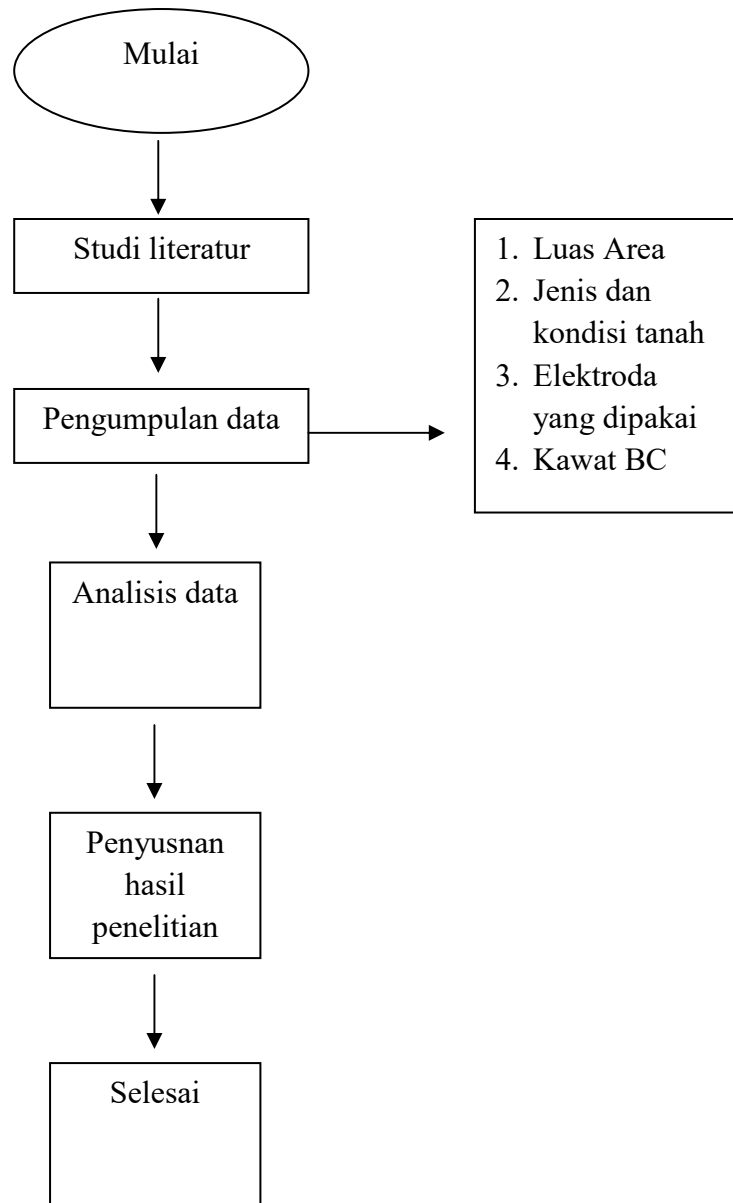 Mulai
Studi literatur
Pengumpulan data
1. Luas Area
2. Jenis dan
kondisi tanah
3. Elektroda
yang dipakai
4. Kawat BC
Analisis data
Penyusnan
hasil
penelitian
Selesai